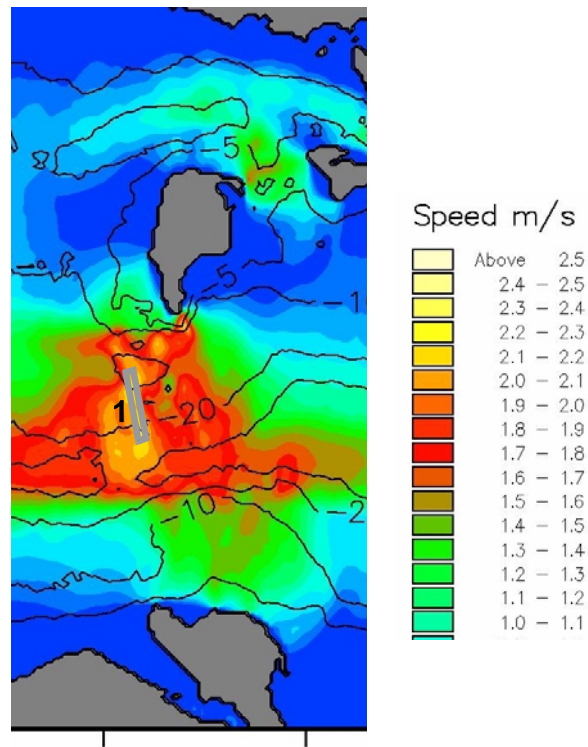 -5
-5
-10
1
-20
-10
-2
Speed m/s
Above 2.5
2.4 - 2.5
2.3 - 2.4
2.2 - 2.3
2.1 - 2.2
2.0 - 2.1
1.9 - 2.0
1.8 - 1.9
1.7 - 1.8
1.6 - 1.7
1.5 - 1.6
1.4 - 1.5
1.3 - 1.4
1.2 - 1.3
1.1 - 1.2
1.0 - 1.1